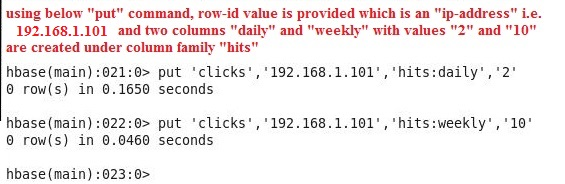 using below "put" command, row-id value is provided which is an "ip-address" i.e.
192.168.1.101 and two columns "daily" and "weekly" with values "2" and "10"
are created under column family "hits"
hbase(main):021:0> put 'clicks','192.168.1.101','hits:daily','2'
0 row(s) in 0.1650 seconds
hbase(main):022:0> put 'clicks','192.168.1.101','hits:weekly','10'
0 row(s) in 0.0460 seconds
hbase(main):023:0>